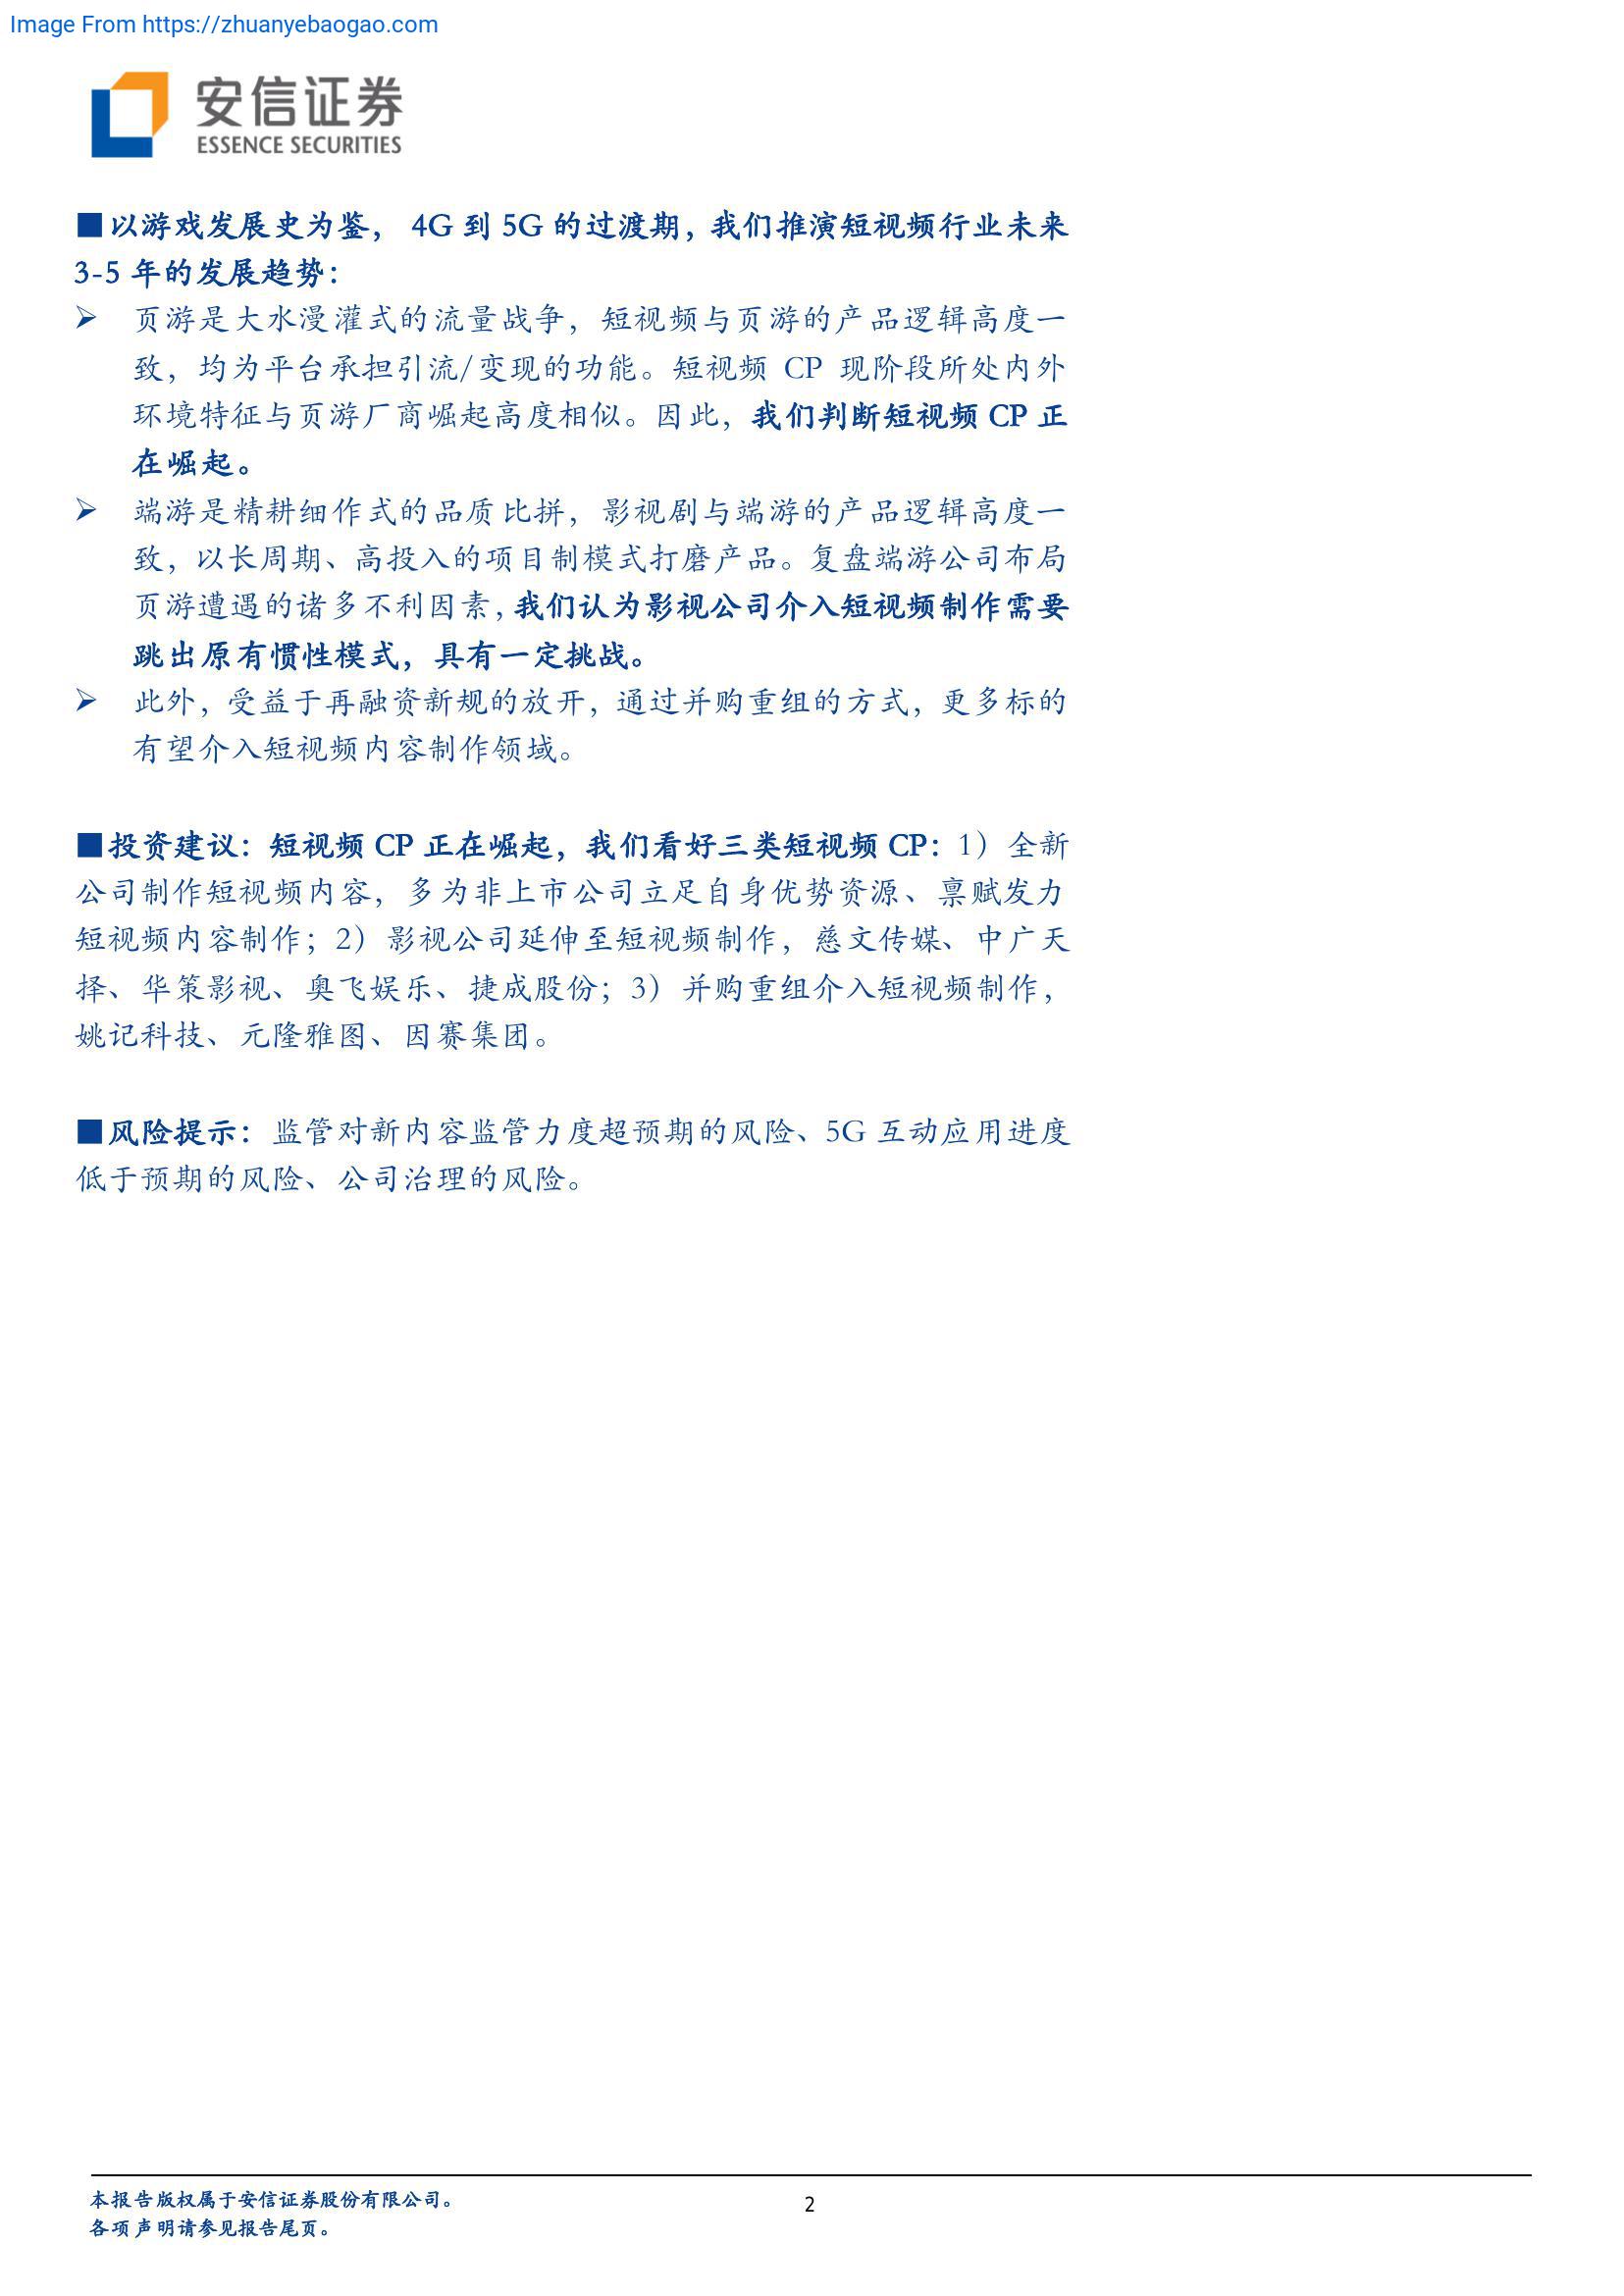 Image From https://zhuanyebaogao.com
安信证券
ESSENCE SECURITIES
■以游戏发展史为鉴， 4G 到 5G 的过渡期，我们推演短视频行业未来
3-5 年的发展趋势：
➢ 页游是大水漫灌式的流量战争，短视频与页游的产品逻辑高度一
致，均为平台承担引流/变现的功能。短视频 CP 现阶段所处内外
环境特征与页游厂商崛起高度相似。因此，我们判断短视频 CP 正
在崛起。
➢ 端游是精耕细作式的品质比拼，影视剧与端游的产品逻辑高度一
致，以长周期、高投入的项目制模式打磨产品。复盘端游公司布局
页游遭遇的诸多不利因素，我们认为影视公司介入短视频制作需要
跳出原有惯性模式，具有一定挑战。
➢ 此外，受益于再融资新规的放开，通过并购重组的方式，更多标的
有望介入短视频内容制作领域。
■投资建议：短视频 CP 正在崛起，我们看好三类短视频 CP：1）全新
公司制作短视频内容，多为非上市公司立足自身优势资源、禀赋发力
短视频内容制作；2）影视公司延伸至短视频制作，慈文传媒、中广天
择、华策影视、奥飞娱乐、捷成股份；3）并购重组介入短视频制作，
姚记科技、元隆雅图、因赛集团。
■风险提示：监管对新内容监管力度超预期的风险、5G 互动应用进度
低于预期的风险、公司治理的风险。
本报告版权属于安信证券股份有限公司。
各项声明请参见报告尾页。
2